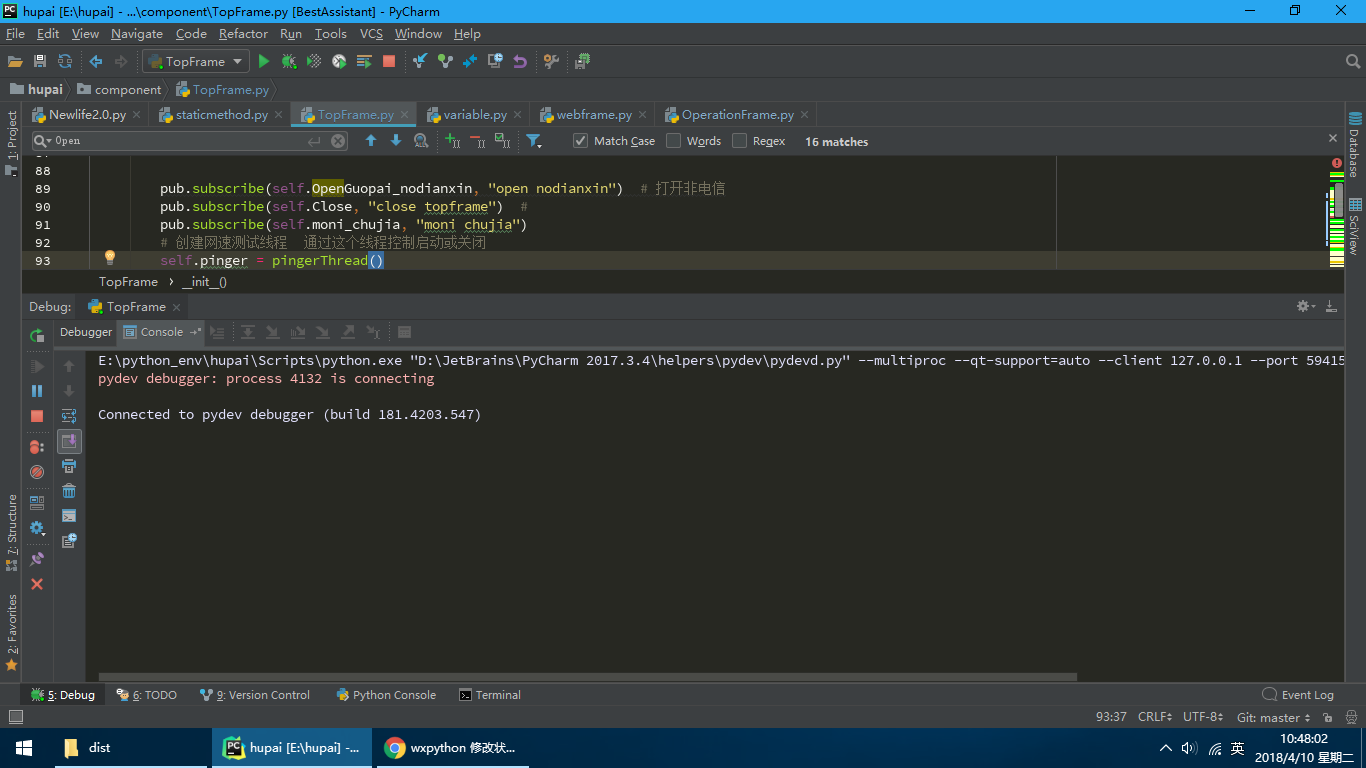 hupai [E:\hupai] - ...\component\TopFrame.py [BestAssistant] - PyCharm
File Edit View Navigate Code Refactor Run Tools VCS Window Help
TopFrame
hupai component TopFrame.py
Newlife2.0.py staticmethod.py TopFrame.py variable.py webframe.py OperationFrame.py
Open Match Case Words Regex 16 matches
88
89 pub.subscribe(self.OpenGuopai_nodianxin, "open nodianxin") # 打开非电信
90 pub.subscribe(self.Close, "close topframe") #
91 pub.subscribe(self.moni_chujia, "moni chujia")
92 # 创建网速测试线程 通过这个线程控制启动或关闭
93 self.pinger = pingerThread()
TopFrame › __init__()
Debug: TopFrame
Debugger Console
E:\python_env\hupai\Scripts\python.exe "D:\JetBrains\PyCharm 2017.3.4\helpers\pydev\pydevd.py" --multiproc --qt-support=auto --client 127.0.0.1 --port 59415
pydev debugger: process 4132 is connecting
Connected to pydev debugger (build 181.4203.547)
1: Project
7: Structure
2: Favorites
Database
SciView
5: Debug 6: TODO 9: Version Control Python Console Terminal Event Log
93:37 CRLF UTF-8 Git: master
dist hupai [E:\hupai] -... wxpython 修改状... 英
10:48:02
2018/4/10 星期二